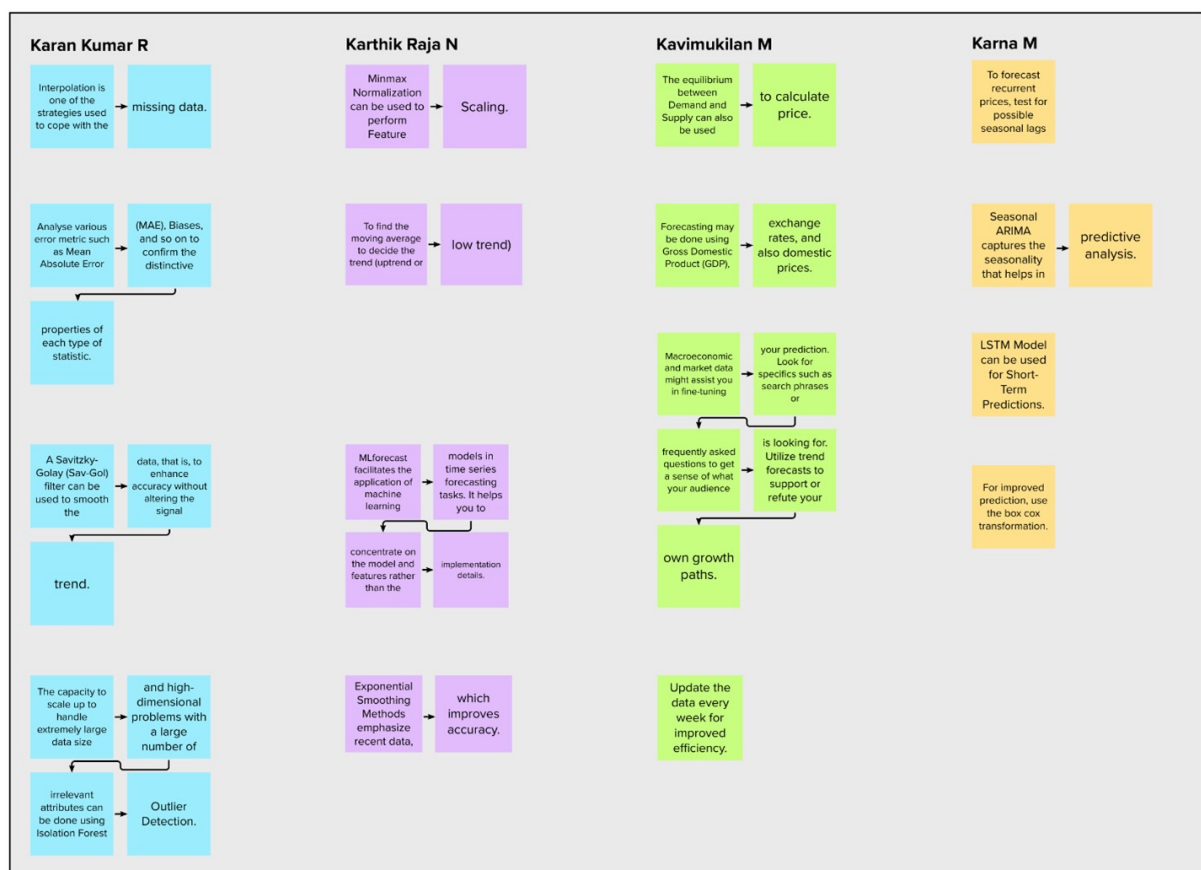 Karan Kumar R
Interpolation is
one of the
strategies used
to cope with the
missing data.
Analyse various
error metric such
as Mean
Absolute Error
(MAE), Biases,
and so on to
confirm the
distinctive
properties of
each type of
statistic.
A Savitzky-
Golay (Sav-Gol)
filter can be
used to smooth
the
data, that is, to
enhance
accuracy without
altering the
signal
trend.
The capacity to
scale up to
handle
extremely large
data size
and high-
dimensional
problems with
a large
number of
irrelevant
attributes can
be done using
Isolation Forest
Outlier
Detection.
Karthik Raja N
Minmax
Normalization
can be used to
perform
Feature
Scaling.
To find the
moving average
to decide the
trend (uptrend or
low trend)
MLforecast
facilitates the
application of
machine
learning
models in
time series
forecasting
tasks. It helps
you to
concentrate on
the model and
features rather
than the
implementation
details.
Exponential
Smoothing
Methods
emphasize
recent data,
which
improves
accuracy.
Kavimukilan M
The equilibrium
between
Demand and
Supply can also
be used
to calculate
price.
Forecasting may
be done using
Gross Domestic
Product (GDP),
exchange
rates, and
also domestic
prices.
Macroeconomic
and market data
might assist you
in fine-tuning
your prediction.
Look for
specifics such as
search phrases
or
frequently asked
questions to get
a sense of what
your audience
is looking for.
Utilize trend
forecasts to
support or
refute your
own growth
paths.
Update the
data every
week for
improved
efficiency.
Karna M
To forecast
recurrent
prices, test for
possible
seasonal lags
Seasonal
ARIMA
captures the
seasonality
that helps in
predictive
analysis.
LSTM Model
can be used
for Short-
Term
Predictions.
For improved
prediction, use
the box cox
transformation.